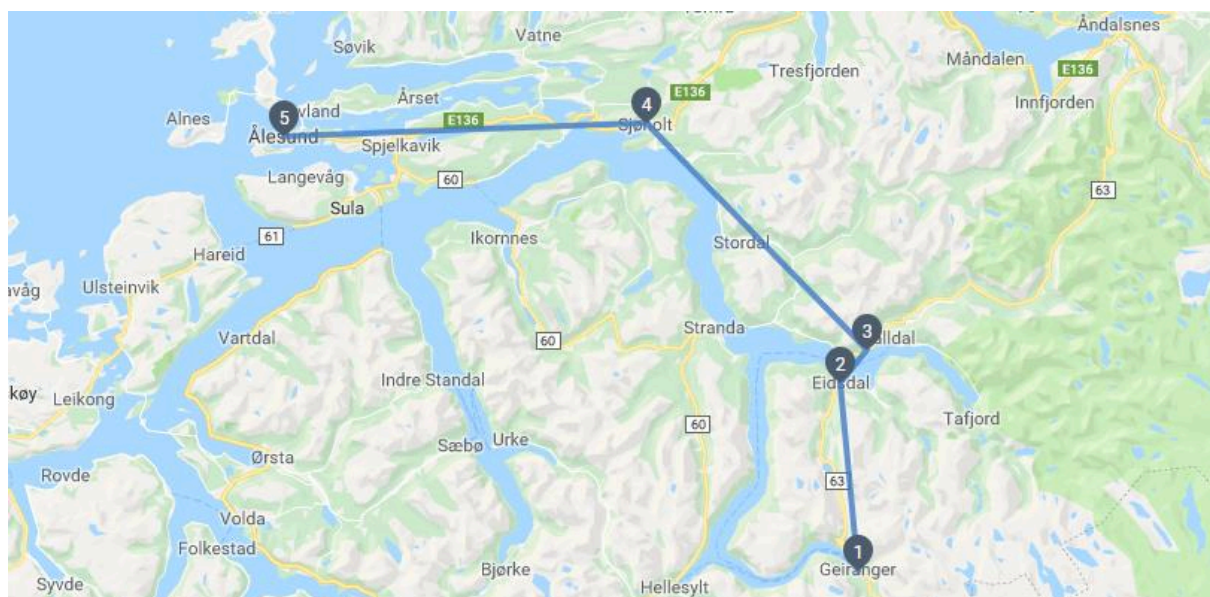 Vatne
Åndalsnes
Søvik
Måndalen
E136
Tresfjorden
E136
Årset
4
Innfjorden
5
Alnes
E136
Ålesund
Spjelkavik
Langevåg
60
63
Sula
61
Ikornnes
Stordal
Hareid
Ulsteinvik
Stranda
3
Vartdal
60
2
Indre Standal
Leikong
Tafjord
60
Sæbø
Urke
Ørsta
Rovde
63
Volda
Folkestad
1
Bjørke
Geiranger
Syvde
Hellesylt